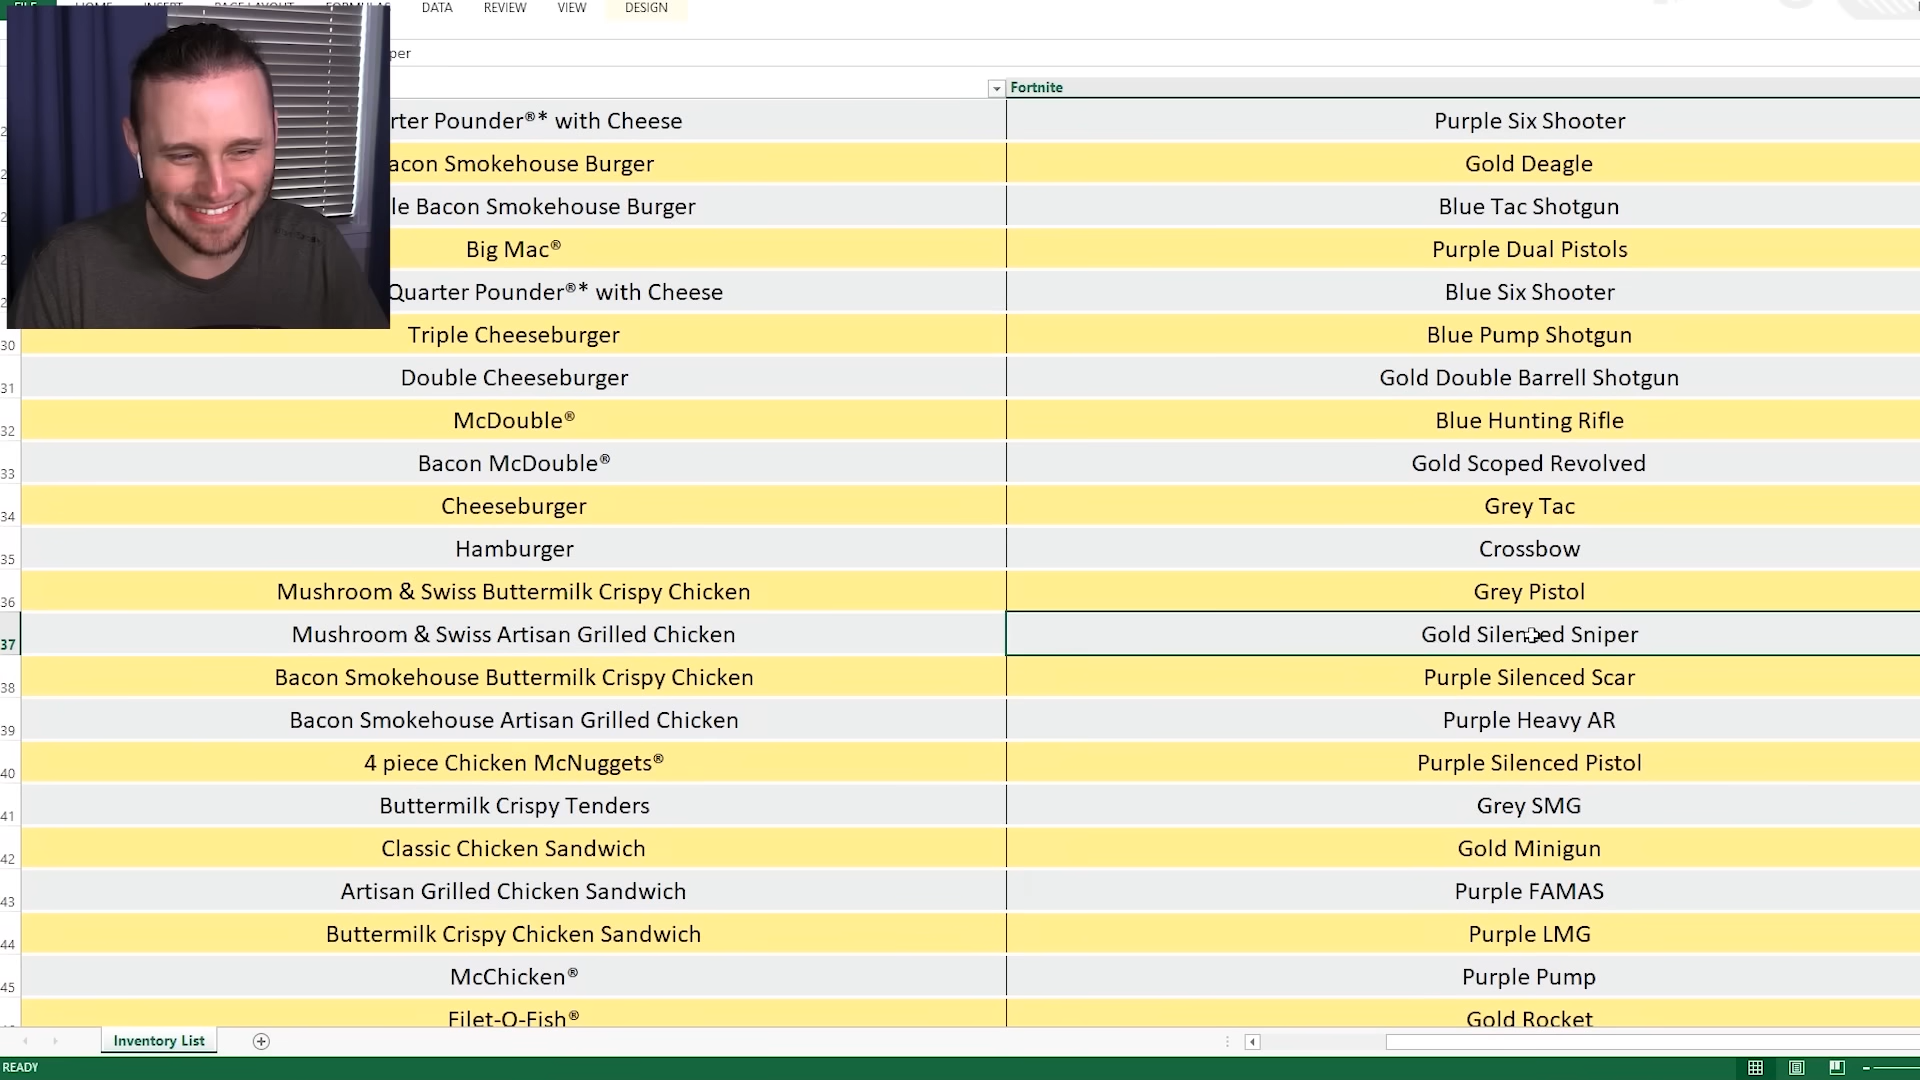 DATA REVIEW VIEW DESIGN
per
Fortnite
rter Pounder®* with Cheese Purple Six Shooter
acon Smokehouse Burger Gold Deagle
le Bacon Smokehouse Burger Blue Tac Shotgun
Big Mac® Purple Dual Pistols
Quarter Pounder®* with Cheese Blue Six Shooter
30 Triple Cheeseburger Blue Pump Shotgun
31 Double Cheeseburger Gold Double Barrell Shotgun
32 McDouble® Blue Hunting Rifle
33 Bacon McDouble® Gold Scoped Revolved
34 Cheeseburger Grey Tac
35 Hamburger Crossbow
36 Mushroom & Swiss Buttermilk Crispy Chicken Grey Pistol
37 Mushroom & Swiss Artisan Grilled Chicken Gold Silenced Sniper
38 Bacon Smokehouse Buttermilk Crispy Chicken Purple Silenced Scar
39 Bacon Smokehouse Artisan Grilled Chicken Purple Heavy AR
40 4 piece Chicken McNuggets® Purple Silenced Pistol
41 Buttermilk Crispy Tenders Grey SMG
42 Classic Chicken Sandwich Gold Minigun
43 Artisan Grilled Chicken Sandwich Purple FAMAS
44 Buttermilk Crispy Chicken Sandwich Purple LMG
45 McChicken® Purple Pump
Filet-O-Fish® Gold Rocket
Inventory List
READY